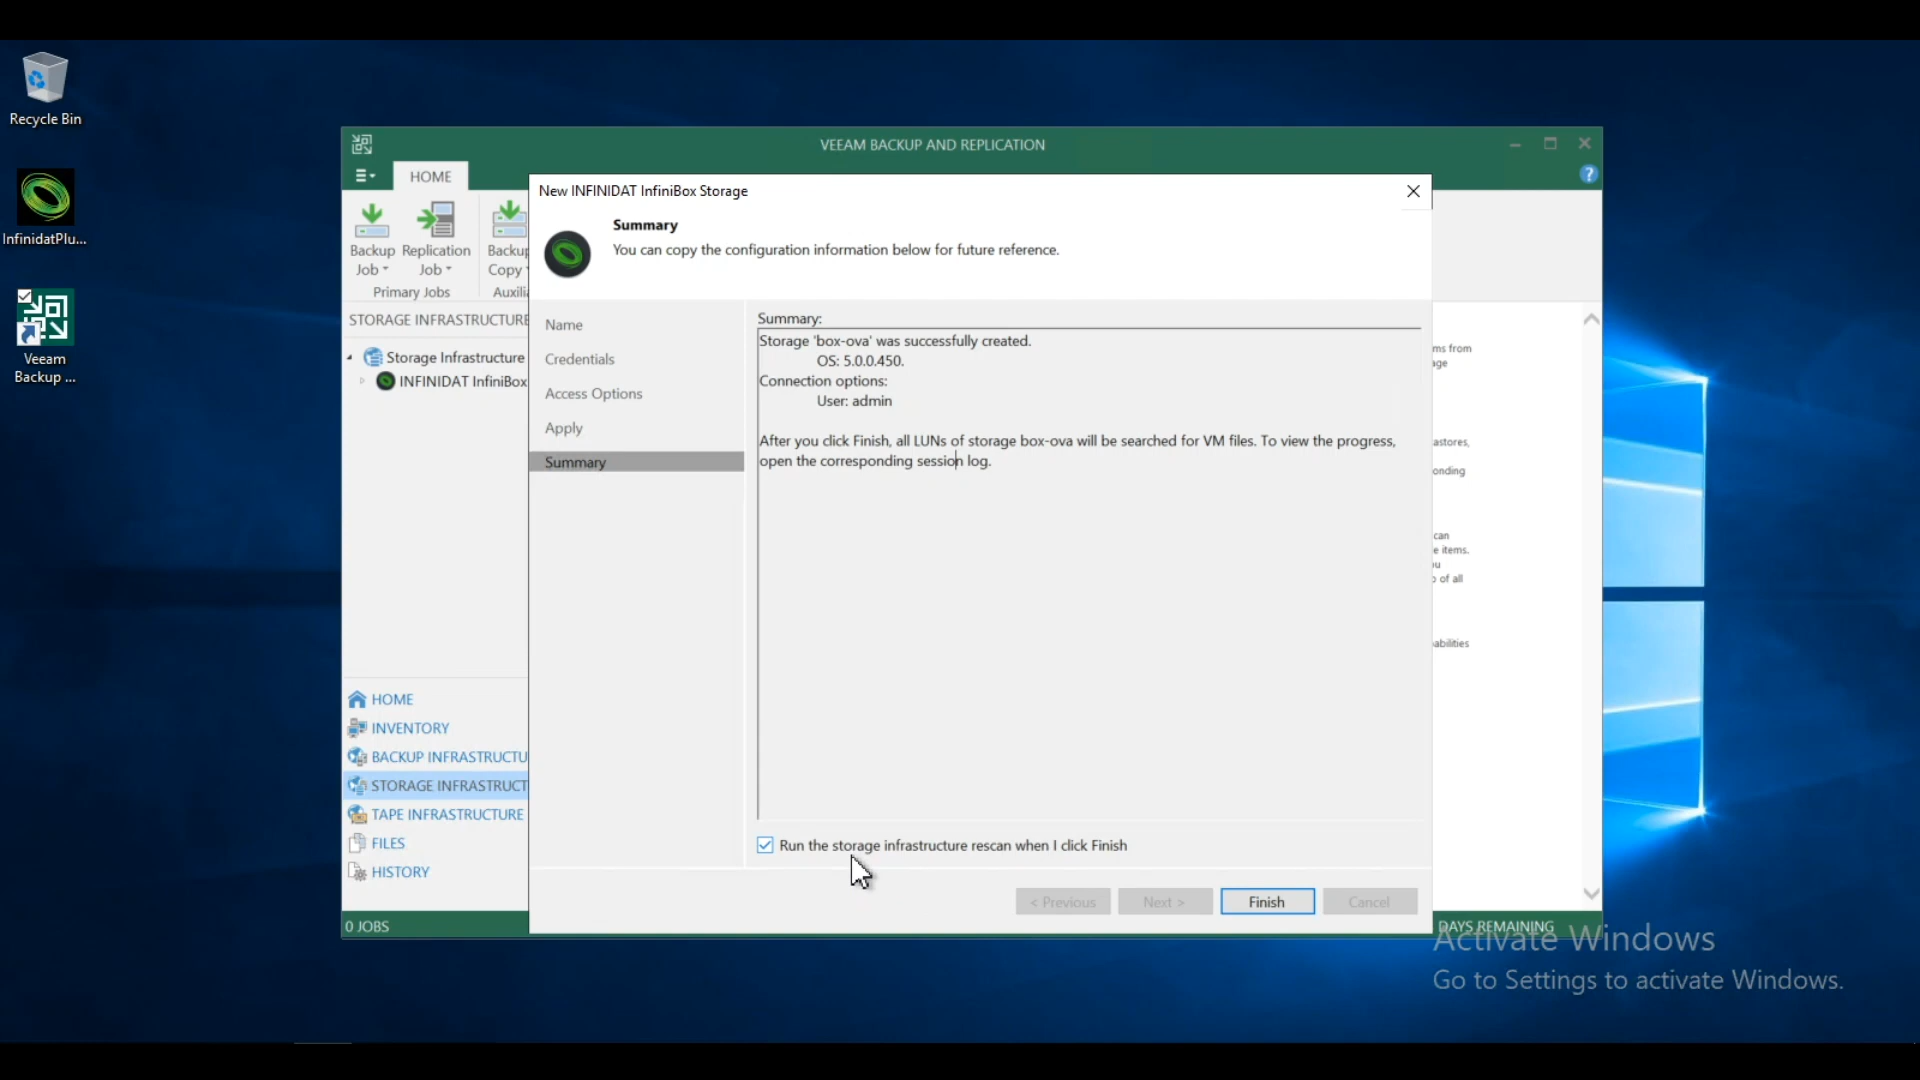 Recycle Bin
InfinidatPlu...
Veeam
Backup ...
VEEAM BACKUP AND REPLICATION
HOME
Backup
Job
Replication
Job
Backup
Copy
Primary Jobs
STORAGE INFRASTRUCTURE
Storage Infrastructure
INFINIDAT InfiniBox
HOME
INVENTORY
BACKUP INFRASTRUCTU
STORAGE INFRASTRUCT
TAPE INFRASTRUCTURE
FILES
HISTORY
0 JOBS
New INFINIDAT InfiniBox Storage
Summary
You can copy the configuration information below for future reference.
Name
Credentials
Access Options
Apply
Summary
Summary:
Storage 'box-ova' was successfully created.
OS: 5.0.0.450.
Connection options:
User: admin
After you click Finish, all LUNs of storage box-ova will be searched for VM files. To view the progress,
open the corresponding session log.
Run the storage infrastructure rescan when I click Finish
< Previous
Next >
Finish
Cancel
?
ms from
astores,
onding
can
e items.
of all
abilities
DAYS REMAINING
Activate Windows
Go to Settings to activate Windows.